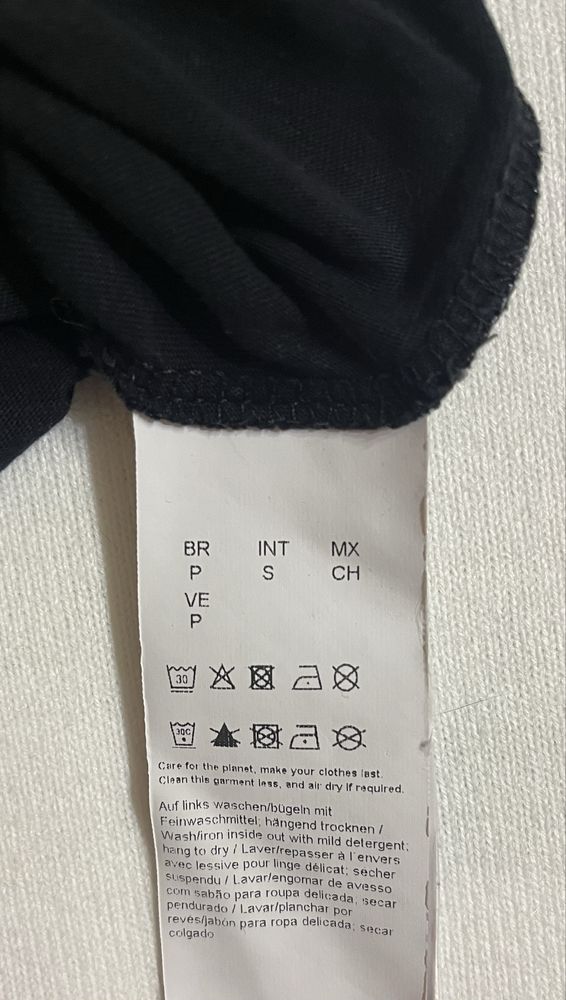 BR INT MX
P S CH
VE
P
30
30C
Care for the planet, make your clothes last.
Clean this garment less, and air dry if required.
Auf links waschen/bügeln mit
Feinwaschmittel; hängend trocknen /
Wash/iron inside out with mild detergent;
hang to dry / Laver/repasser à l'envers
avec lessive pour linge délicat; secher
suspendu / Lavar/engomar de avesso
com sabão para roupa delicada; secar
pendurado / Lavar/planchar por
revés/jabón para ropa delicada; secar
colgado